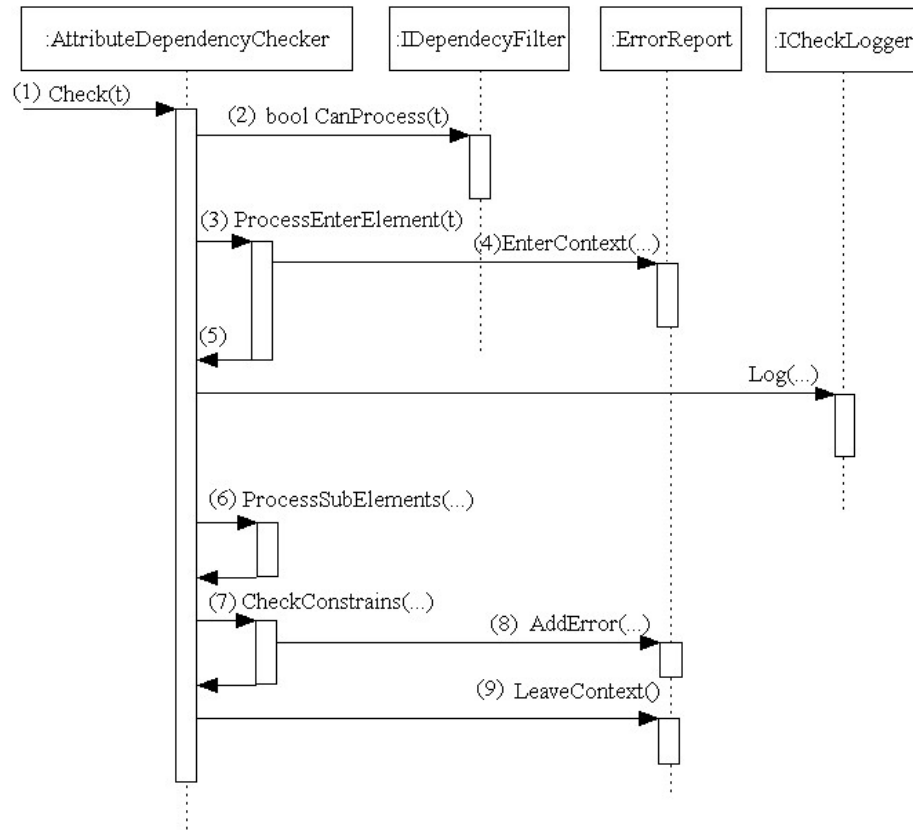 :AttributeDependencyChecker
:IDependecyFilter
:ErrorReport
:ICheckLogger
(1) Check(t)
(2) bool CanProcess(t)
(3) ProcessEnterElement(t)
(4)EnterContext(...)
(5)
Log(...)
(6) ProcessSubElements(...)
(7) CheckConstrains(...)
(8) AddError(...)
(9) LeaveContext()